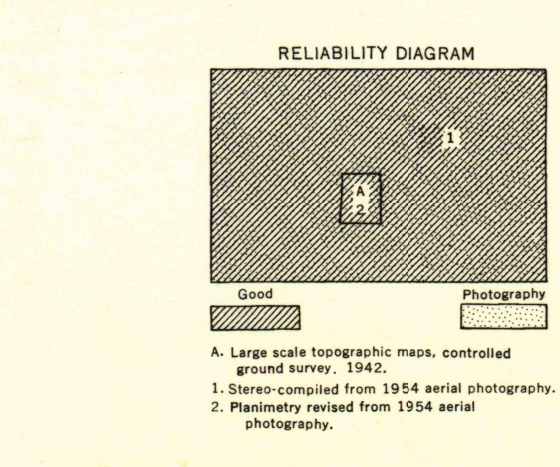 RELIABILITY DIAGRAM
1
A
2
Good
Photography
A. Large scale topographic maps, controlled
ground survey. 1942.
1. Stereo-compiled from 1954 aerial photography.
2. Planimetry revised from 1954 aerial
photography.